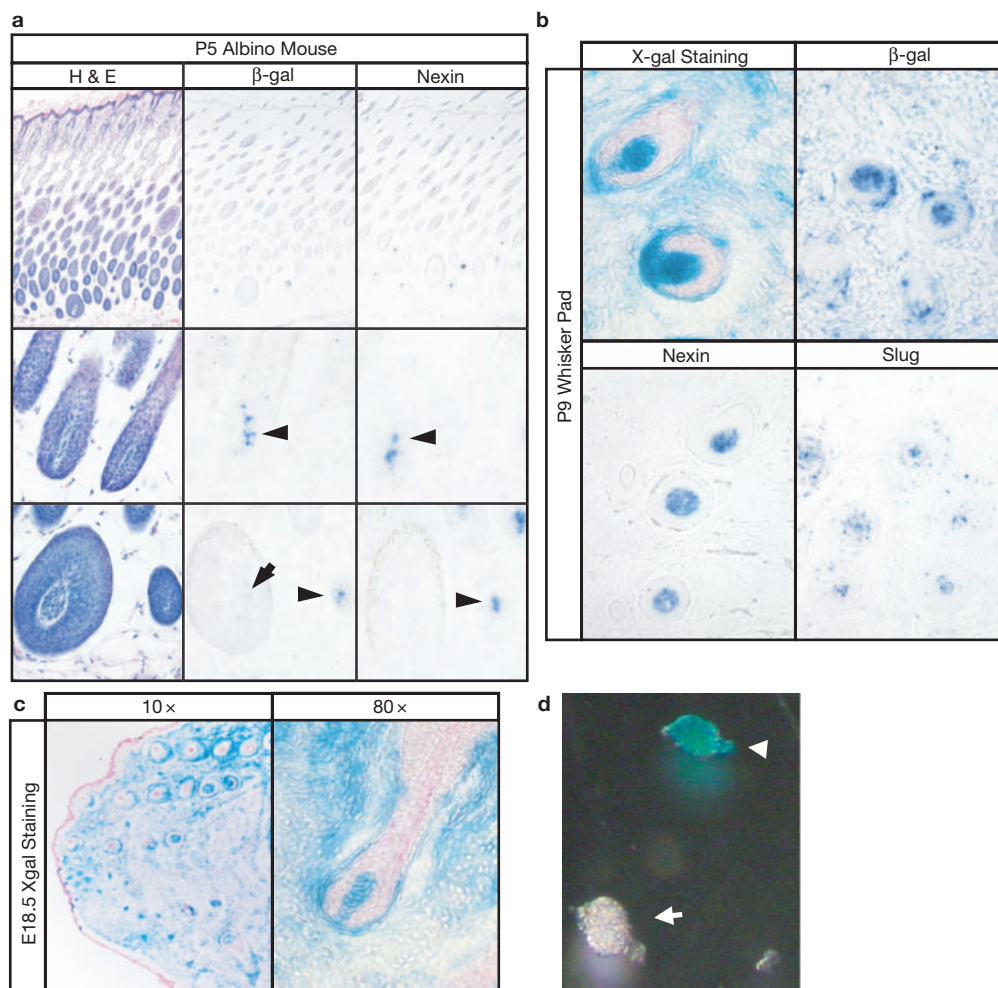 a
P5 Albino Mouse
H & E β-gal Nexin
b
X-gal Staining β-gal
P9 Whisker Pad
Nexin Slug
c
10 × 80 ×
E18.5 Xgal Staining
d